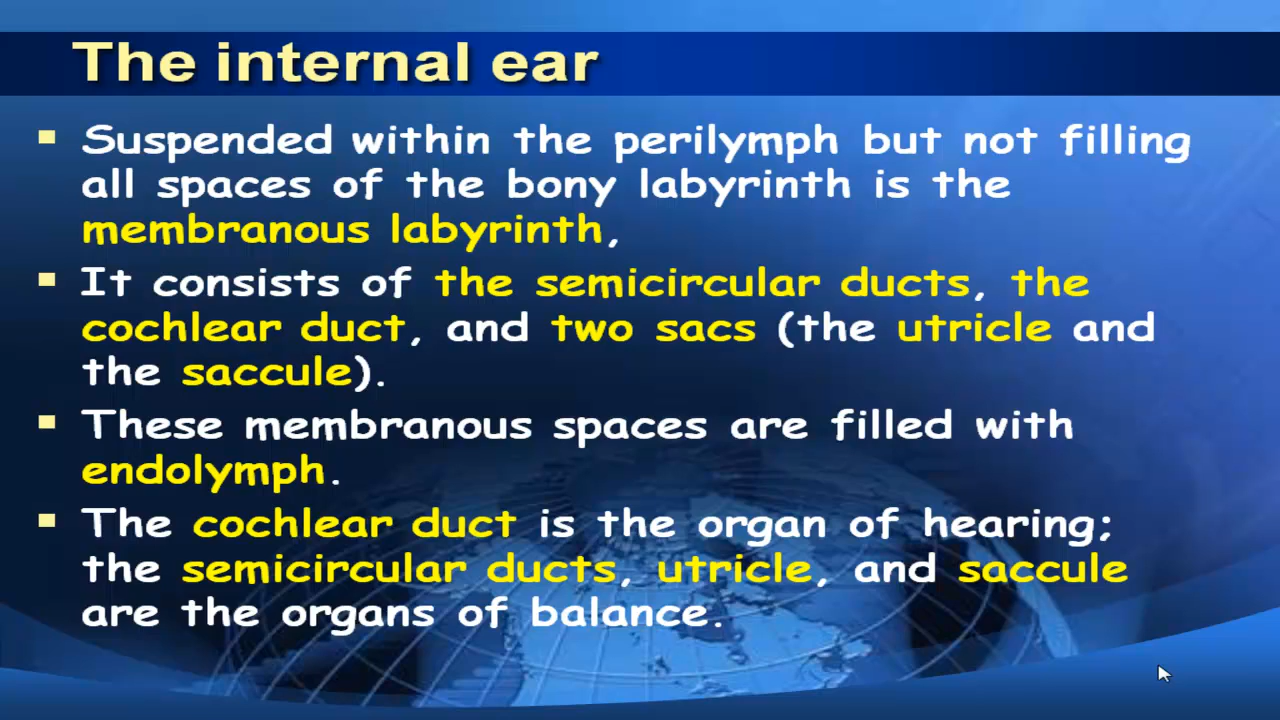 The internal ear
Suspended within the perilymph but not filling
all spaces of the bony labyrinth is the
membranous labyrinth,
It consists of the semicircular ducts, the
cochlear duct, and two sacs (the utricle and
the saccule).
These membranous spaces are filled with
endolymph.
The cochlear duct is the organ of hearing;
the semicircular ducts, utricle, and saccule
are the organs of balance.